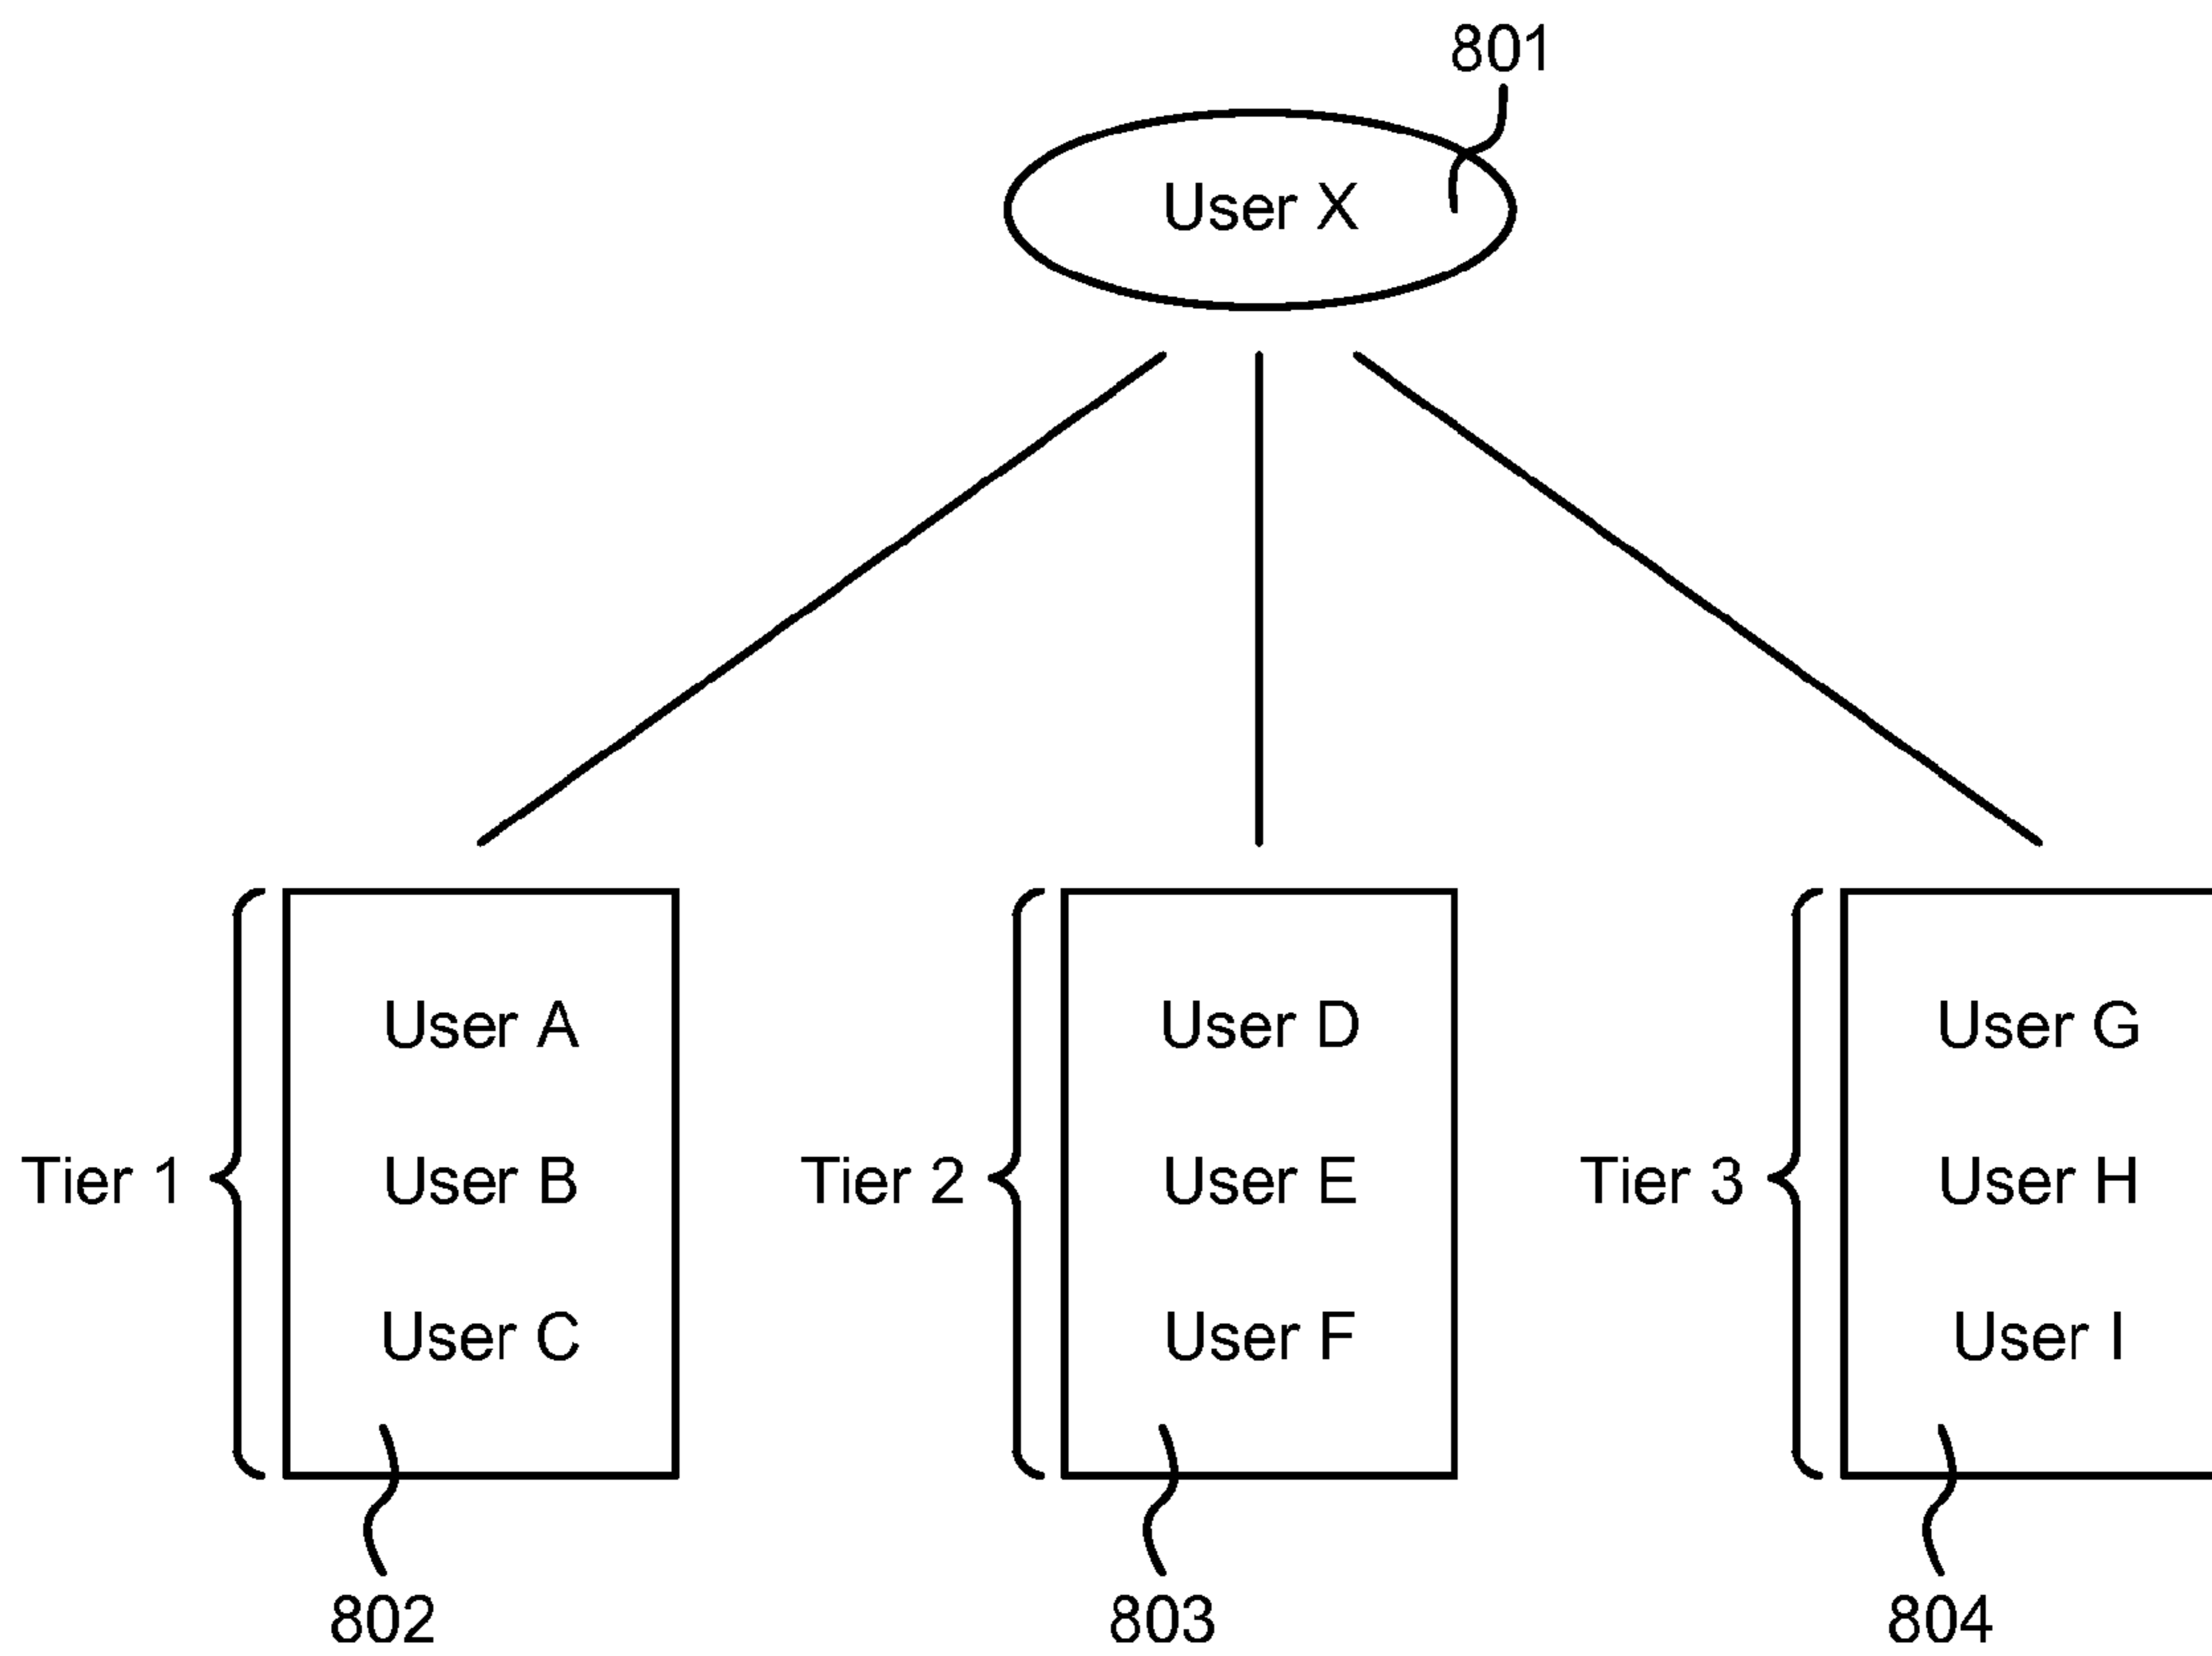 801
User X
User A
User B
User C
Tier 1
802
User D
User E
User F
Tier 2
803
User G
User H
User I
Tier 3
804